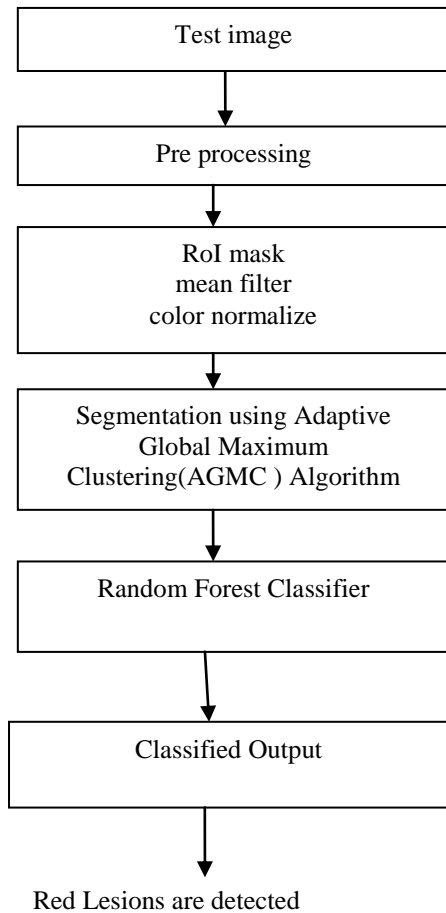 Test image
Pre processing
RoI mask
mean filter
color normalize
Segmentation using Adaptive
Global Maximum
Clustering(AGMC ) Algorithm
Random Forest Classifier
Classified Output
Red Lesions are detected